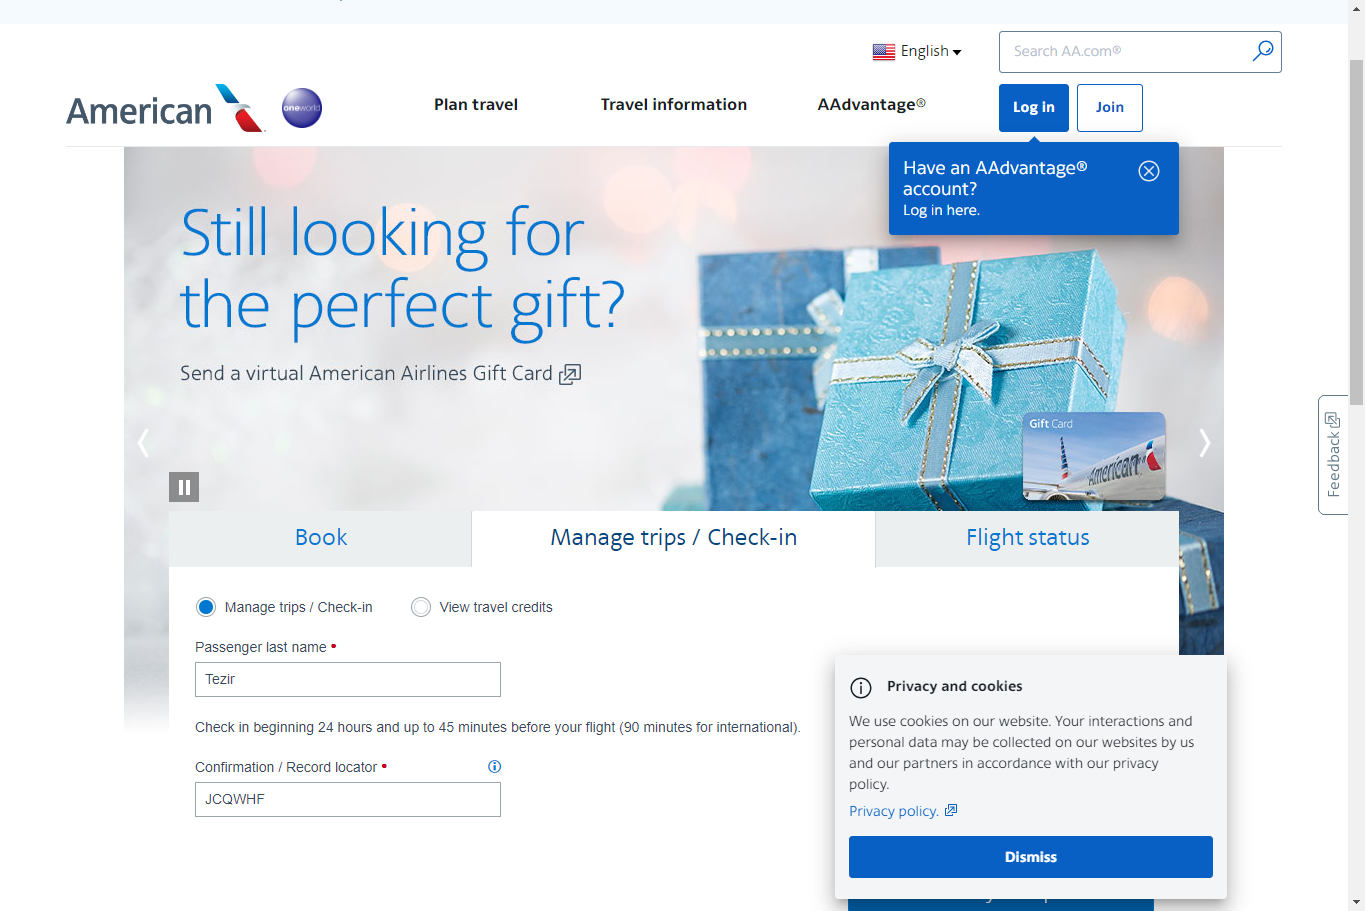 English
Search AA.com®
American
oneworld
Plan travel
Travel information
AAdvantage®
Log in
Join
Have an AAdvantage®
account?
Log in here.
Still looking for
the perfect gift?
Send a virtual American Airlines Gift Card
Gift Card
American
Feedback
Book
Manage trips / Check-in
Flight status
Manage trips / Check-in
View travel credits
Passenger last name •
Tezir
Check in beginning 24 hours and up to 45 minutes before your flight (90 minutes for international).
Confirmation / Record locator •
JCQWHF
Privacy and cookies
We use cookies on our website. Your interactions and
personal data may be collected on our websites by us
and our partners in accordance with our privacy
policy.
Privacy policy.
Dismiss